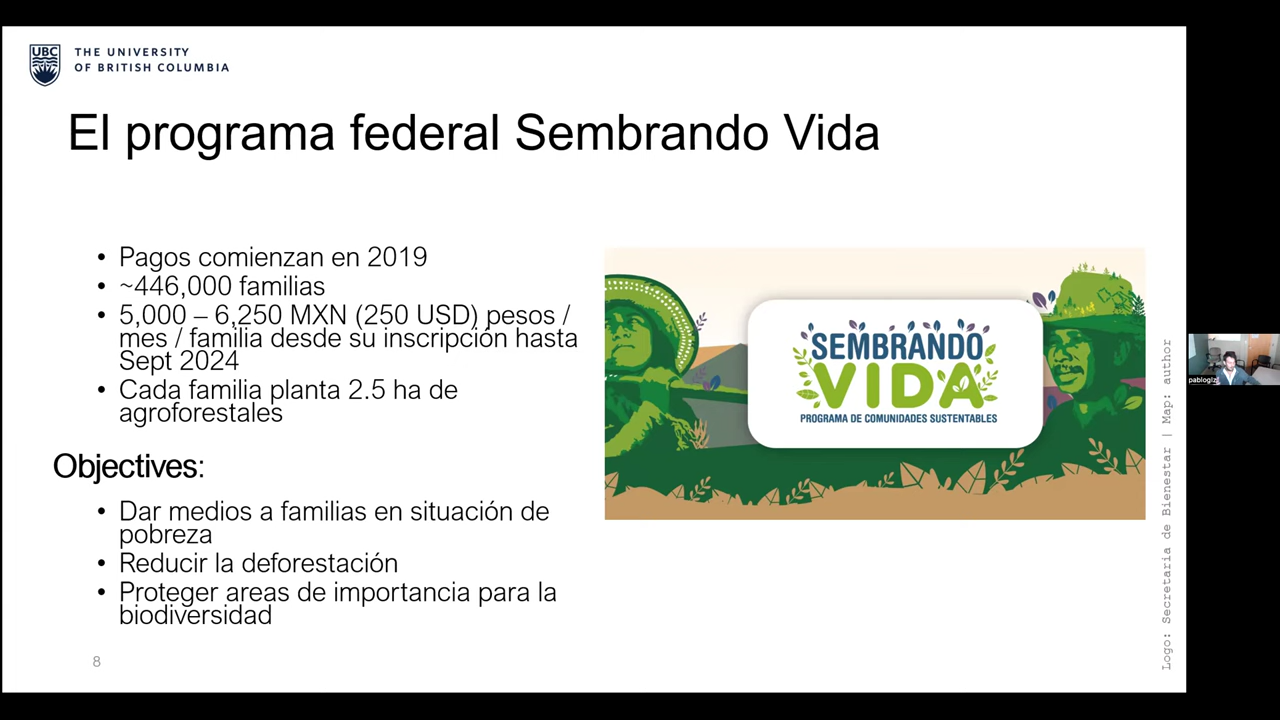 UBC
THE UNIVERSITY
OF BRITISH COLUMBIA
El programa federal Sembrando Vida
• Pagos comienzan en 2019
• ~446,000 familias
• 5,000 – 6,250 MXN (250 USD) pesos /
mes / familia desde su inscripción hasta
Sept 2024
• Cada familia planta 2.5 ha de
agroforestales
Objectives:
• Dar medios a familias en situación de
pobreza
• Reducir la deforestación
• Proteger areas de importancia para la
biodiversidad
8
SEMBRANDO
VIDA
PROGRAMA DE COMUNIDADES SUSTENTABLES
Logo: Secretaría de Bienestar | Map: author